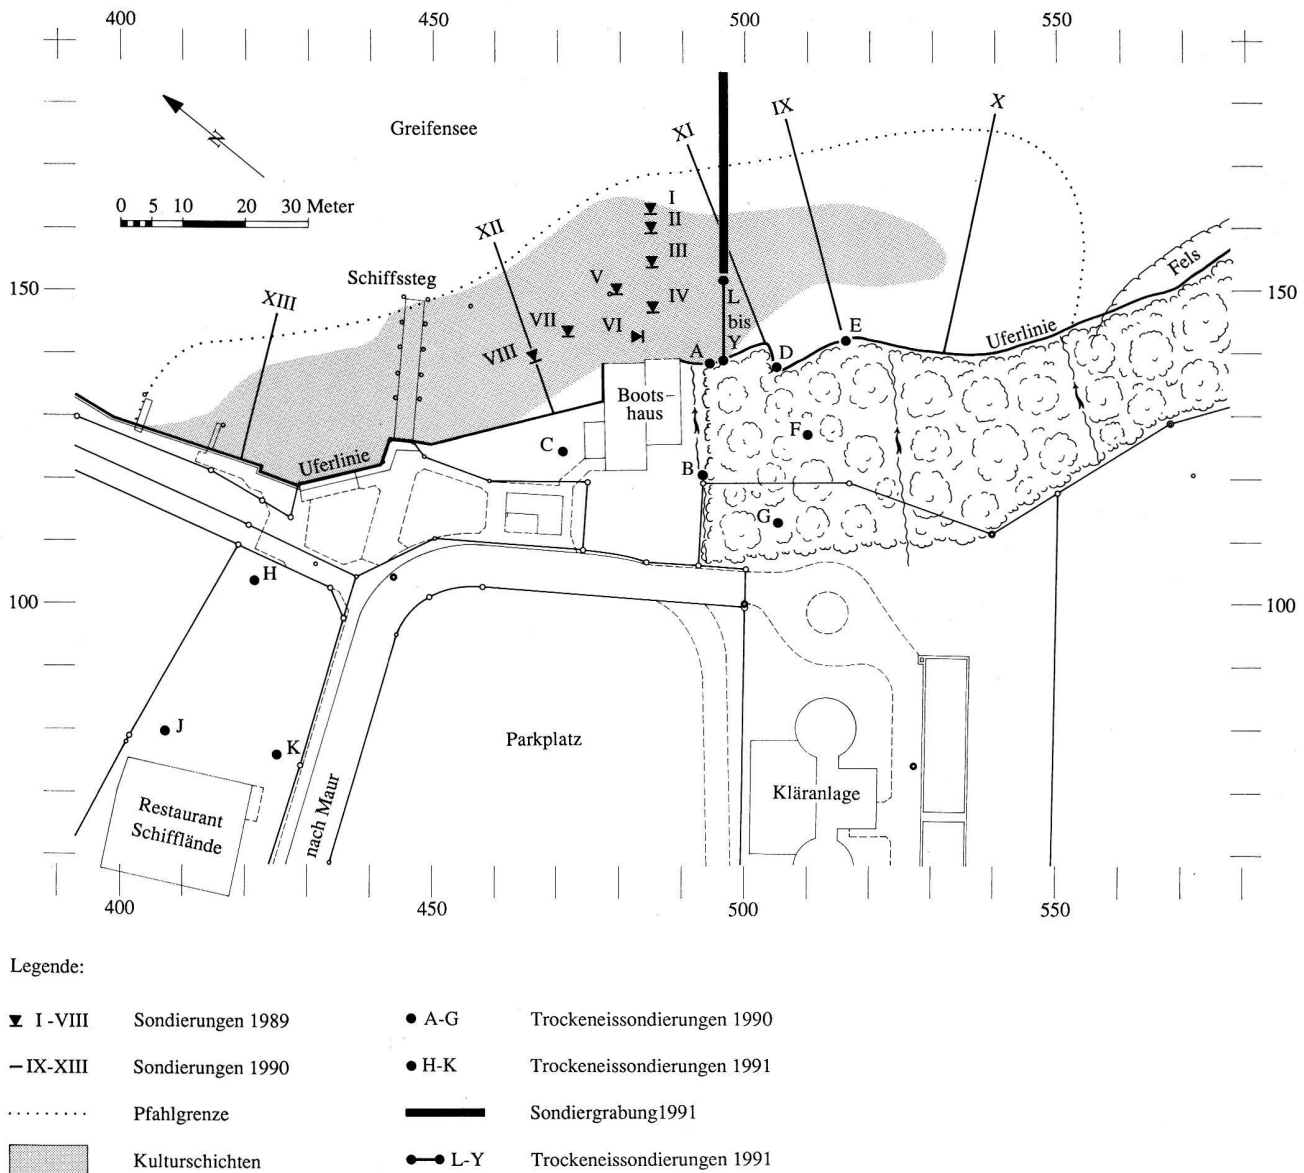 400 450 500 550
Greifensee
N
0 5 10 20 30 Meter
XIII
Schiffssteg
XII
XI
IX
X
I
II
III
IV
V
VI
VII
VIII
150
150
L
bis
Y
A
D
E
Fels
Uferlinie
Boots-
haus
C
B
F
G
Uferlinie
H
100
100
J
K
Parkplatz
Kläranlage
nach Maur
Restaurant
Schifflände
400 450 500 550
Legende:
I -VIII Sondierungen 1989
A-G Trockeneissondierungen 1990
IX-XIII Sondierungen 1990
H-K Trockeneissondierungen 1991
Pfahlgrenze
Sondiergrabung1991
Kulturschichten
L-Y Trockeneissondierungen 1991